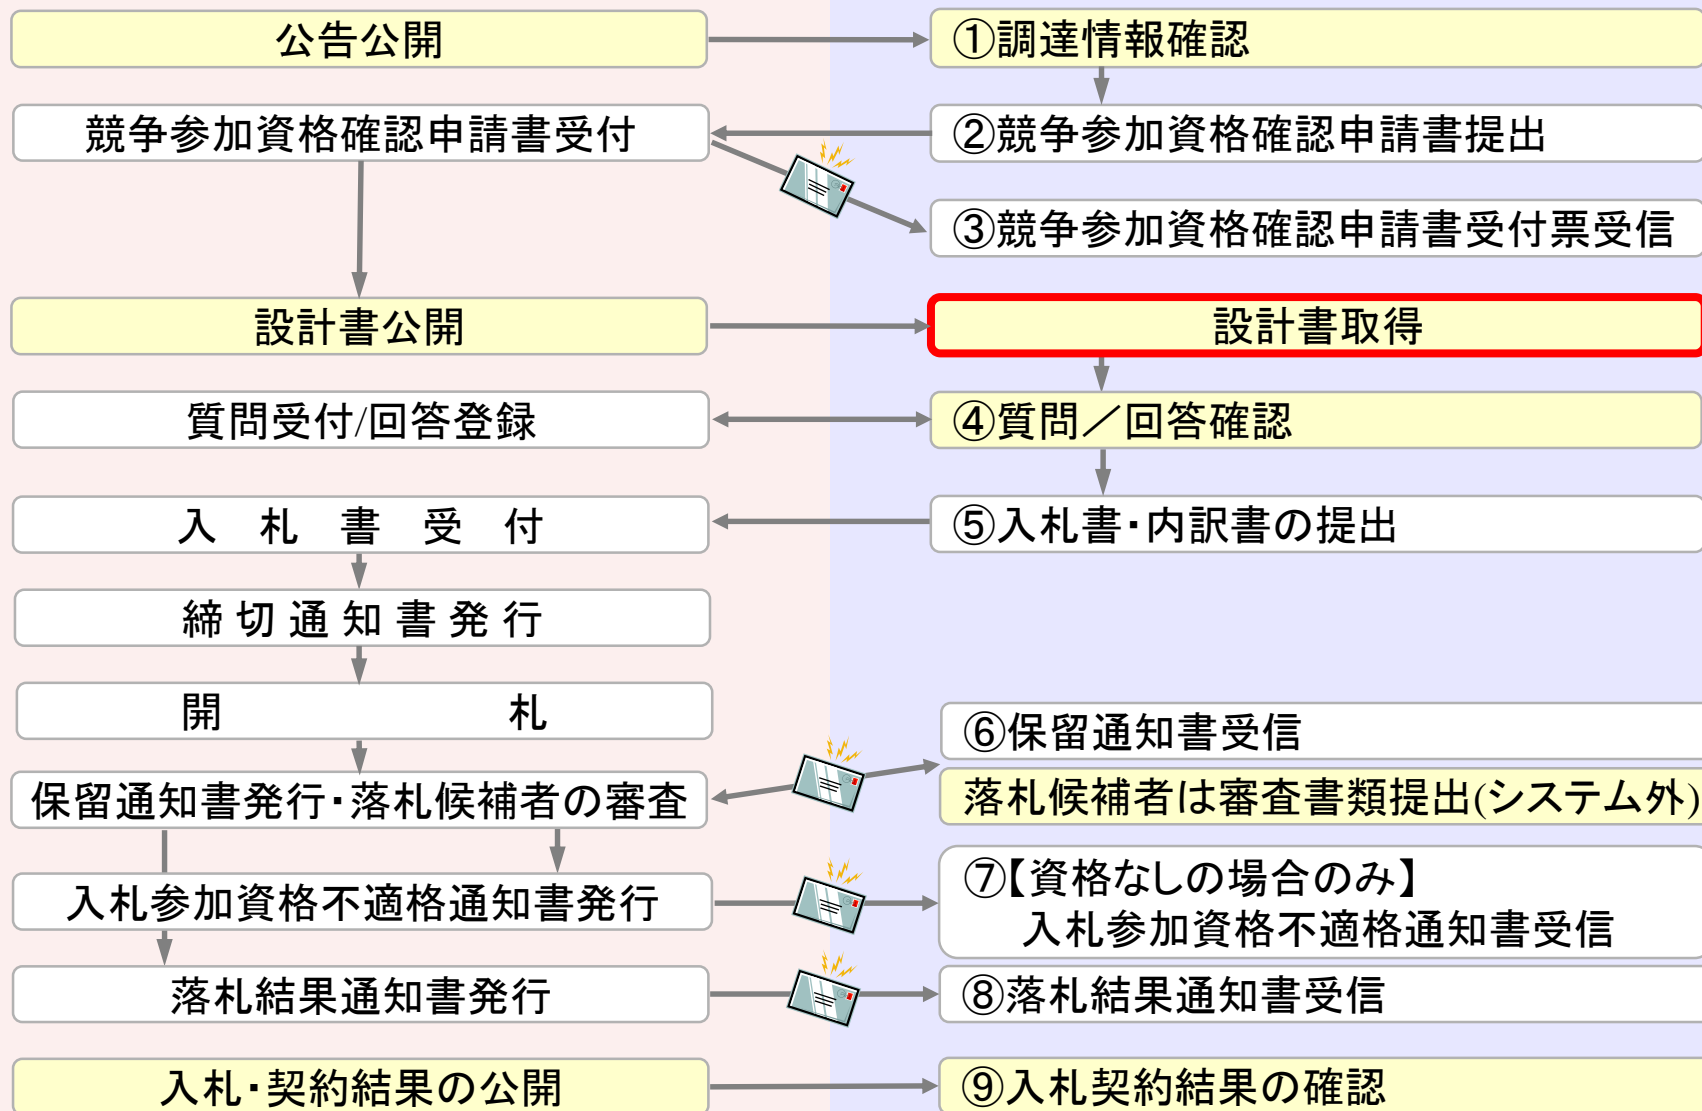 公告公開
①調達情報確認
競争参加資格確認申請書受付
②競争参加資格確認申請書提出
③競争参加資格確認申請書受付票受信
設計書公開
設計書取得
質問受付/回答登録
④質問／回答確認
入 札 書 受 付
⑤入札書・内訳書の提出
締 切 通 知 書 発 行
開 札
⑥保留通知書受信
保留通知書発行・落札候補者の審査
落札候補者は審査書類提出(システム外)
入札参加資格不適格通知書発行
⑦【資格なしの場合のみ】
入札参加資格不適格通知書受信
落札結果通知書発行
⑧落札結果通知書受信
入札・契約結果の公開
⑨入札契約結果の確認